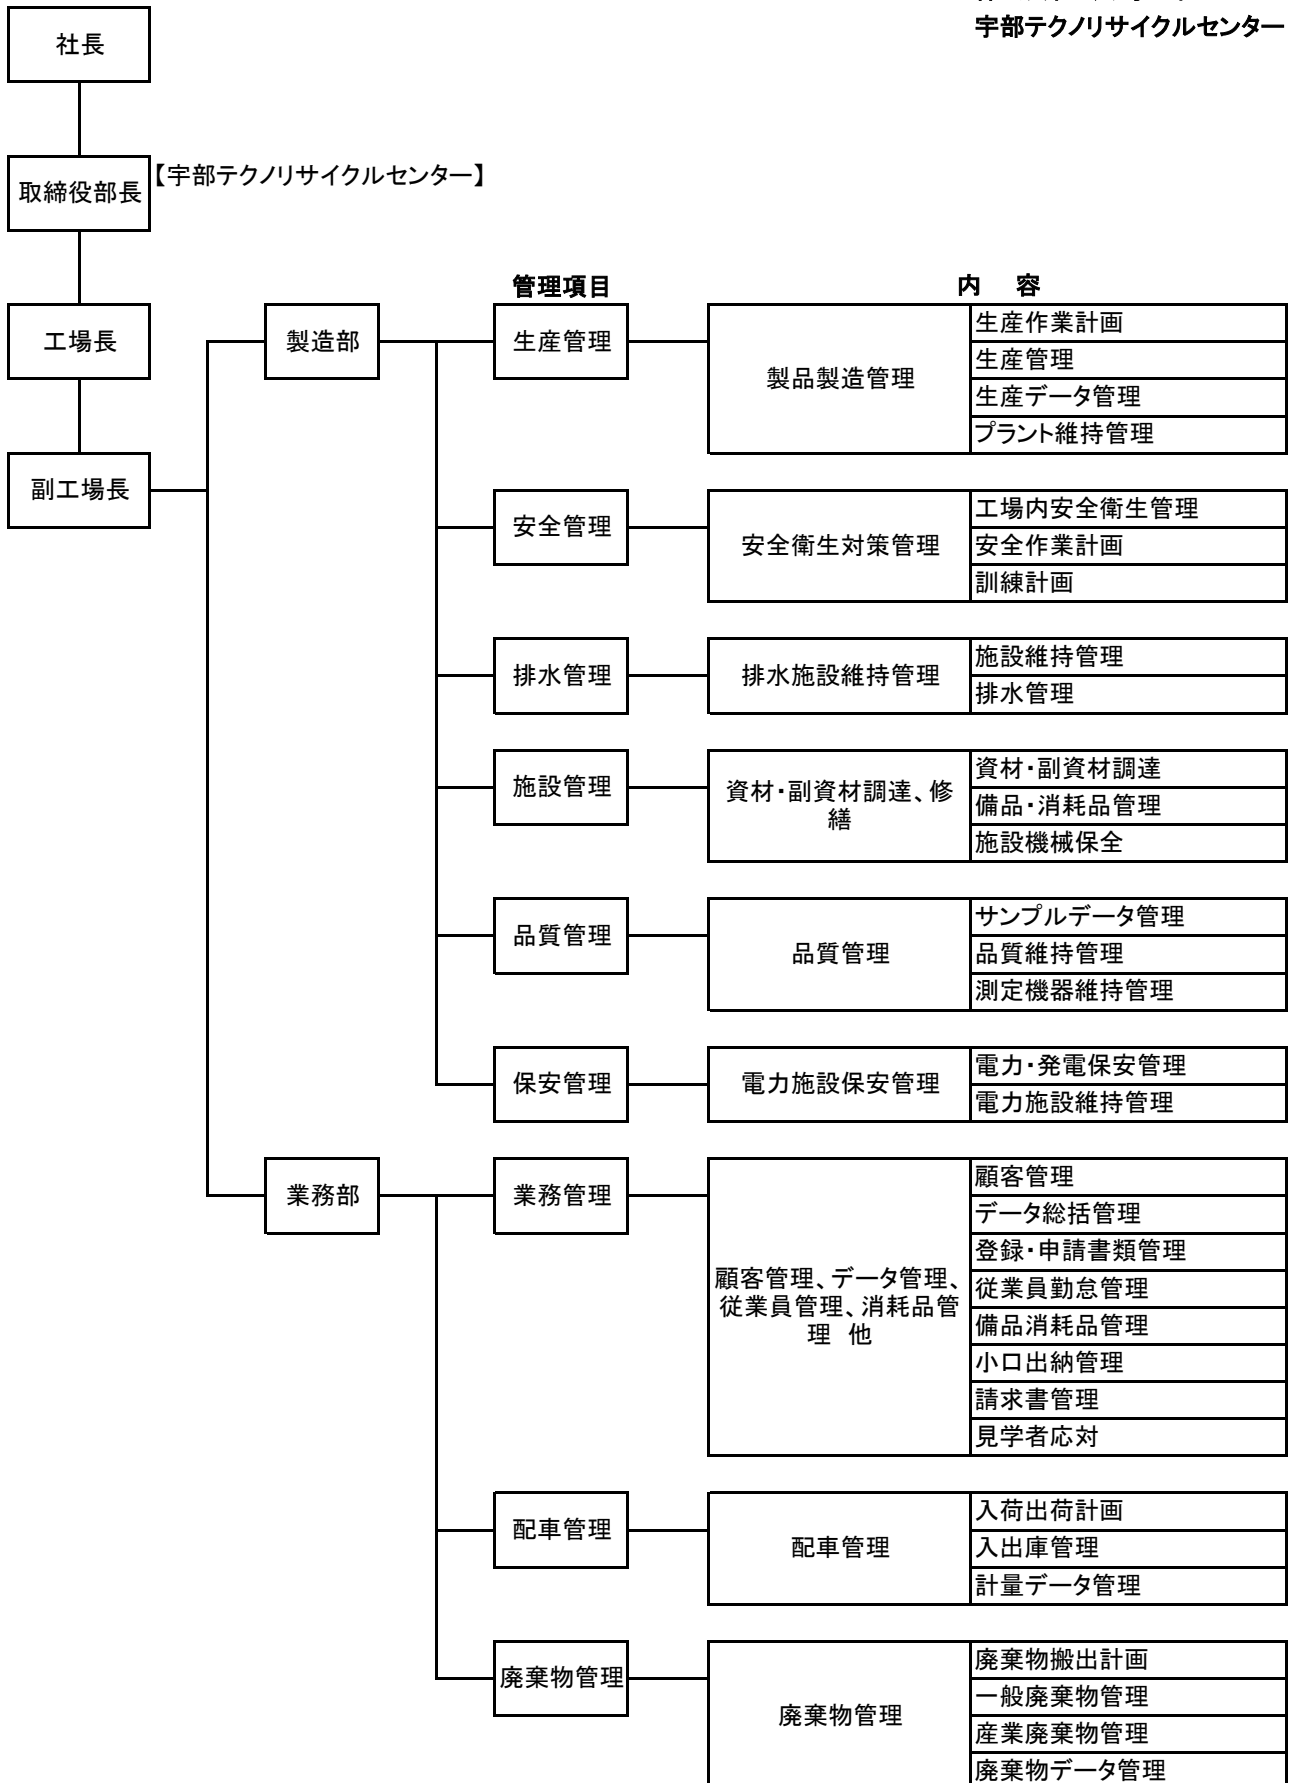 宇部テクノリサイクルセンター
社長
取締役部長
【宇部テクノリサイクルセンター】
管理項目
内　容
工場長
製造部
生産管理
製品製造管理
生産作業計画
生産管理
生産データ管理
プラント維持管理
副工場長
安全管理
安全衛生対策管理
工場内安全衛生管理
安全作業計画
訓練計画
排水管理
排水施設維持管理
施設維持管理
排水管理
施設管理
資材・副資材調達、修
繕
資材・副資材調達
備品・消耗品管理
施設機械保全
品質管理
品質管理
サンプルデータ管理
品質維持管理
測定機器維持管理
保安管理
電力施設保安管理
電力・発電保安管理
電力施設維持管理
業務部
業務管理
顧客管理、データ管理、
従業員管理、消耗品管
理　他
顧客管理
データ総括管理
登録・申請書類管理
従業員勤怠管理
備品消耗品管理
小口出納管理
請求書管理
見学者応対
配車管理
配車管理
入荷出荷計画
入出庫管理
計量データ管理
廃棄物管理
廃棄物管理
廃棄物搬出計画
一般廃棄物管理
産業廃棄物管理
廃棄物データ管理